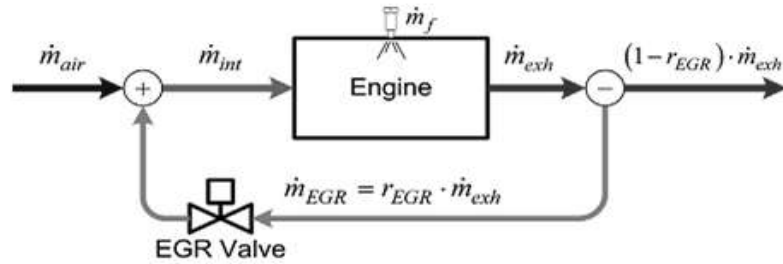 ṁ_f
ṁ_air
ṁ_int
Engine
ṁ_exh
(1−r_EGR)·ṁ_exh
+
−
ṁ_EGR = r_EGR · ṁ_exh
EGR Valve